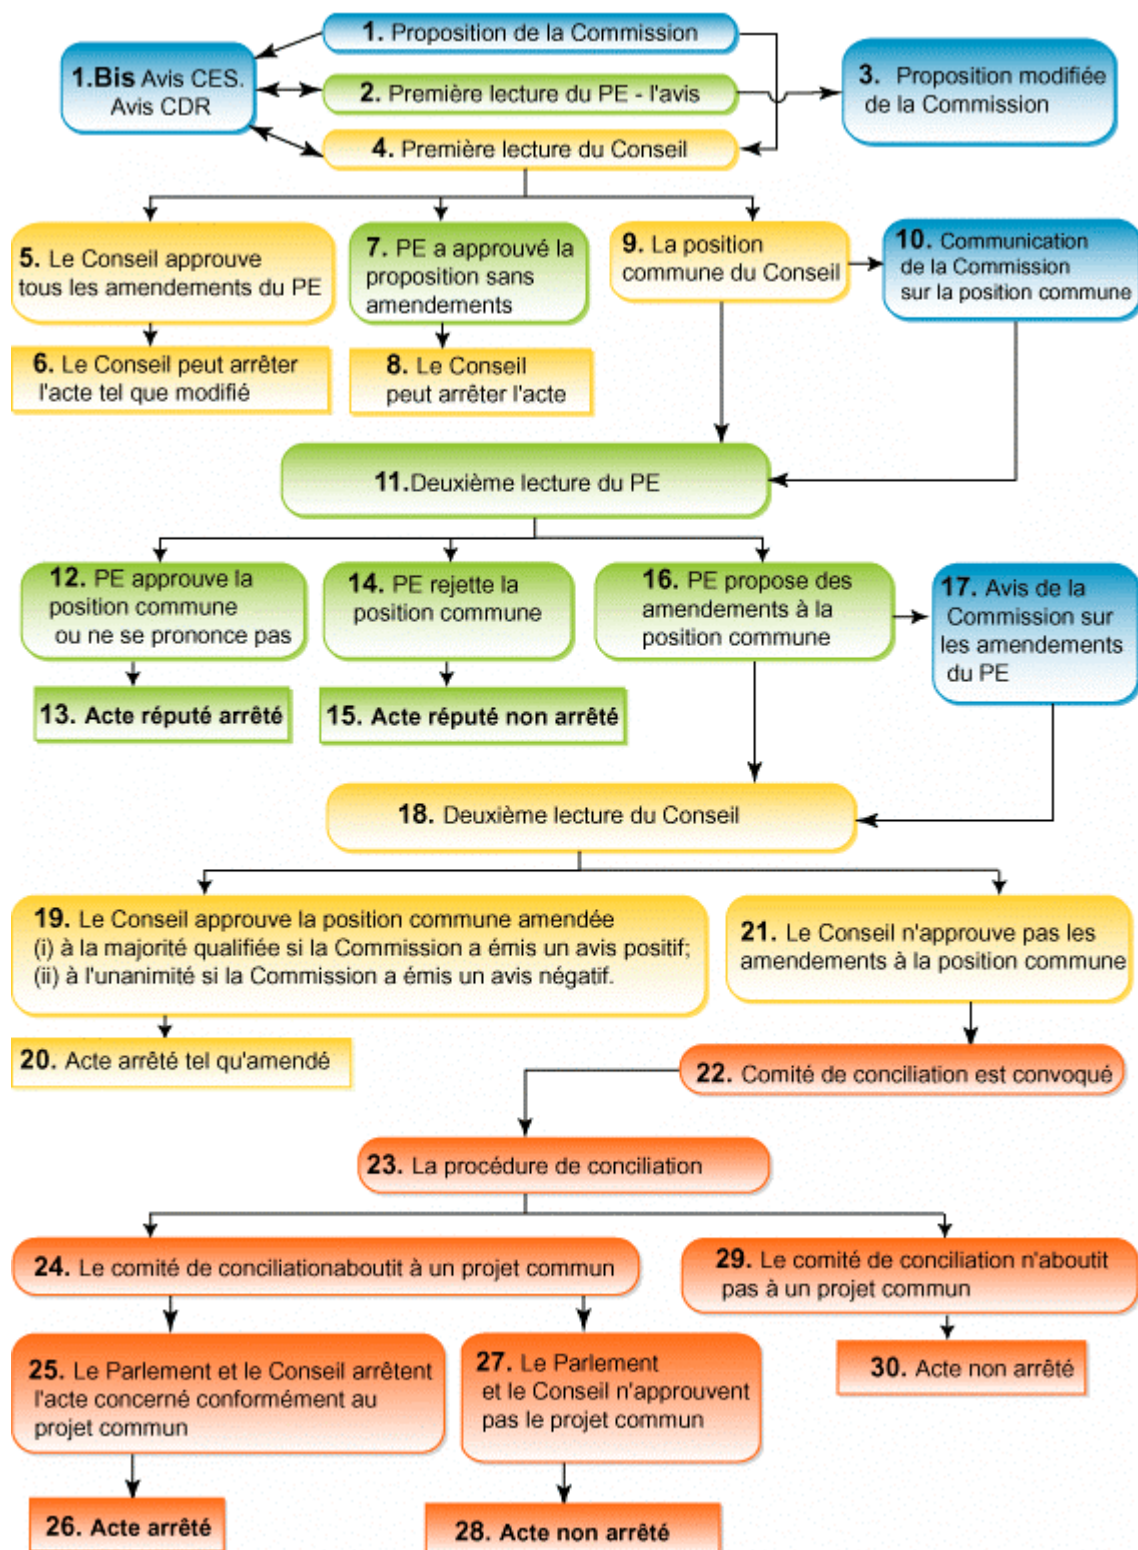 1. Proposition de la Commission
1.Bis Avis CES.
Avis CDR
2. Première lecture du PE - l'avis
3. Proposition modifiée
de la Commission
4. Première lecture du Conseil
5. Le Conseil approuve
tous les amendements du PE
6. Le Conseil peut arrêter
l'acte tel que modifié
7. PE a approuvé la
proposition sans
amendements
8. Le Conseil
peut arrêter l'acte
9. La position
commune du Conseil
10. Communication
de la Commission
sur la position commune
11.Deuxième lecture du PE
12. PE approuve la
position commune
ou ne se prononce pas
13. Acte réputé arrêté
14. PE rejette la
position commune
15. Acte réputé non arrêté
16. PE propose des
amendements à la
position commune
17. Avis de la
Commission sur
les amendements
du PE
18. Deuxième lecture du Conseil
19. Le Conseil approuve la position commune amendée
(i) à la majorité qualifiée si la Commission a émis un avis positif;
(ii) à l'unanimité si la Commission a émis un avis négatif.
20. Acte arrêté tel qu'amendé
21. Le Conseil n'approuve pas les
amendements à la position commune
22. Comité de conciliation est convoqué
23. La procédure de conciliation
24. Le comité de conciliationaboutit à un projet commun
25. Le Parlement et le Conseil arrêtent
l'acte concerné conformément au
projet commun
26. Acte arrêté
27. Le Parlement
et le Conseil n'approuvent
pas le projet commun
28. Acte non arrêté
29. Le comité de conciliation n'aboutit
pas à un projet commun
30. Acte non arrêté